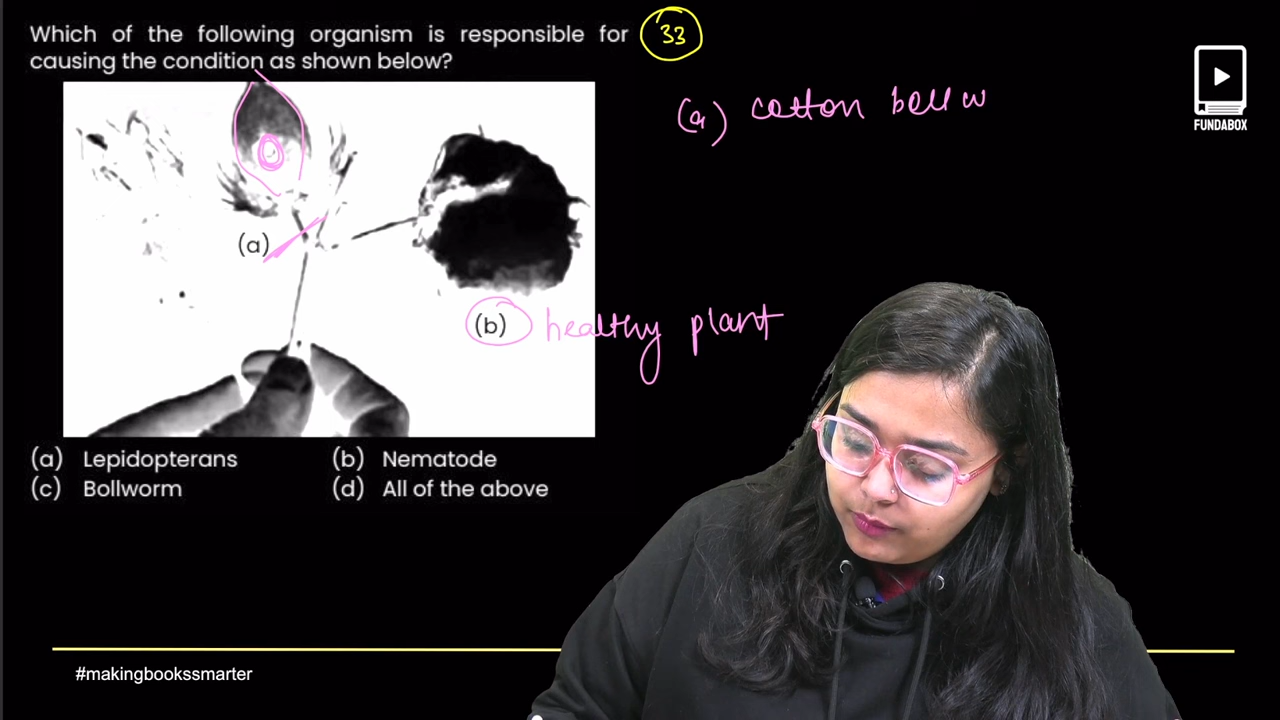 Which of the following organism is responsible for
causing the condition as shown below?
33
FUNDABOX
(a) cotton bollw
(a)
(b) healthy plant
(a) Lepidopterans (b) Nematode
(c) Bollworm (d) All of the above
#makingbookssmarter